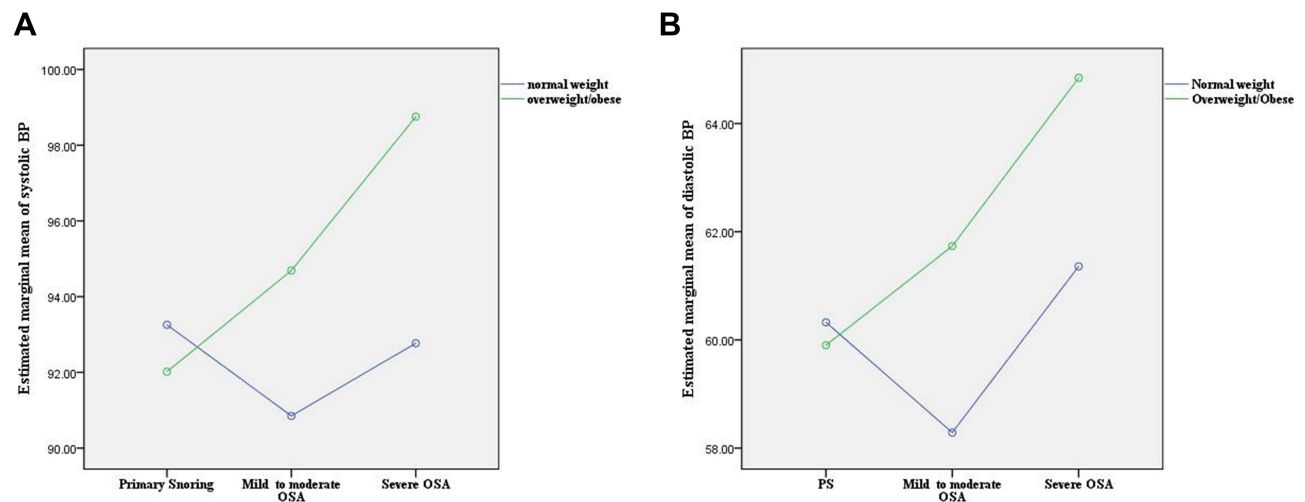 A
Estimated marginal mean of systolic BP
100.00
98.00
96.00
94.00
92.00
90.00
Primary Snoring
Mild to moderate
OSA
Severe OSA
normal weight
overweight/obese
B
Estimated marginal mean of diastolic BP
64.00
62.00
60.00
58.00
PS
Mild to moderate
OSA
Severe OSA
Normal weight
Overweight/Obese